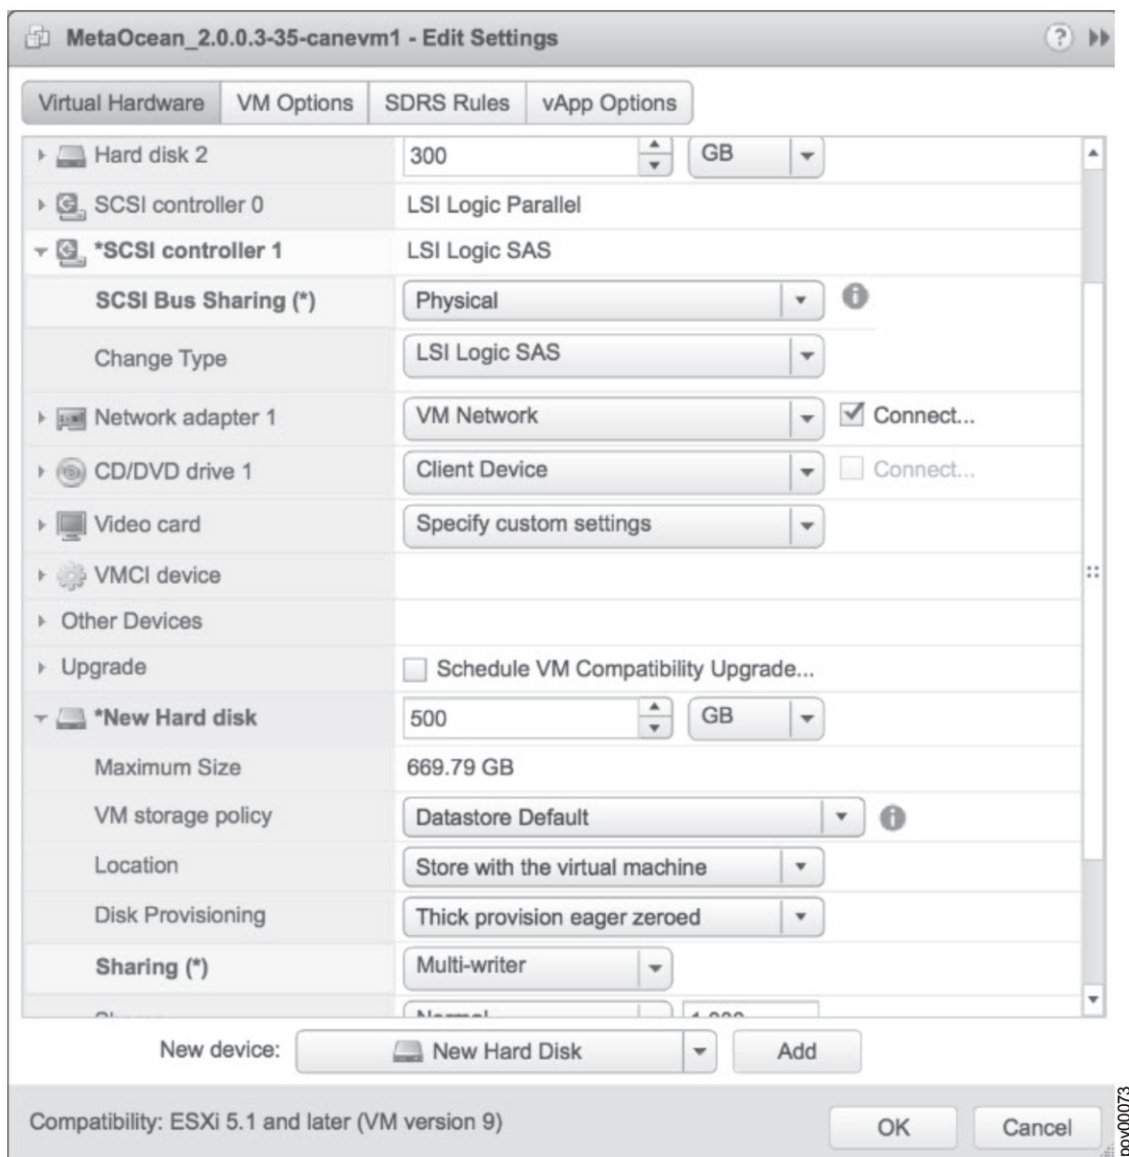 MetaOcean_2.0.0.3-35-canevm1 - Edit Settings
Virtual Hardware VM Options SDRS Rules vApp Options
Hard disk 2 300 GB
SCSI controller 0 LSI Logic Parallel
*SCSI controller 1 LSI Logic SAS
SCSI Bus Sharing (*) Physical
Change Type LSI Logic SAS
Network adapter 1 VM Network Connect...
CD/DVD drive 1 Client Device Connect...
Video card Specify custom settings
VMCI device
Other Devices
Upgrade Schedule VM Compatibility Upgrade...
*New Hard disk 500 GB
Maximum Size 669.79 GB
VM storage policy Datastore Default
Location Store with the virtual machine
Disk Provisioning Thick provision eager zeroed
Sharing (*) Multi-writer
New device: New Hard Disk Add
Compatibility: ESXi 5.1 and later (VM version 9) OK Cancel